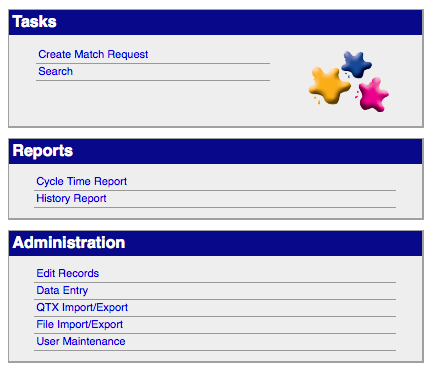 Tasks
Create Match Request
Search
Reports
Cycle Time Report
History Report
Administration
Edit Records
Data Entry
QTX Import/Export
File Import/Export
User Maintenance